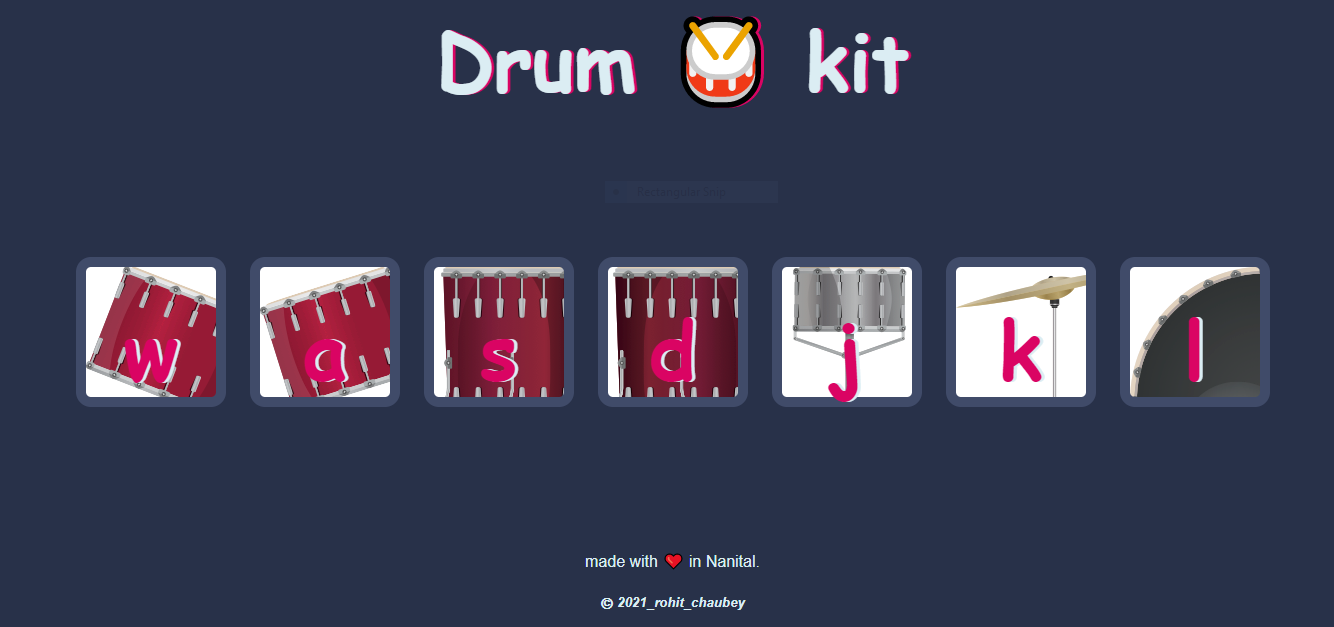 Drum kit
Rectangular Snip
w a s d j k l
made with ❤ in Nanital.
© 2021_rohit_chaubey